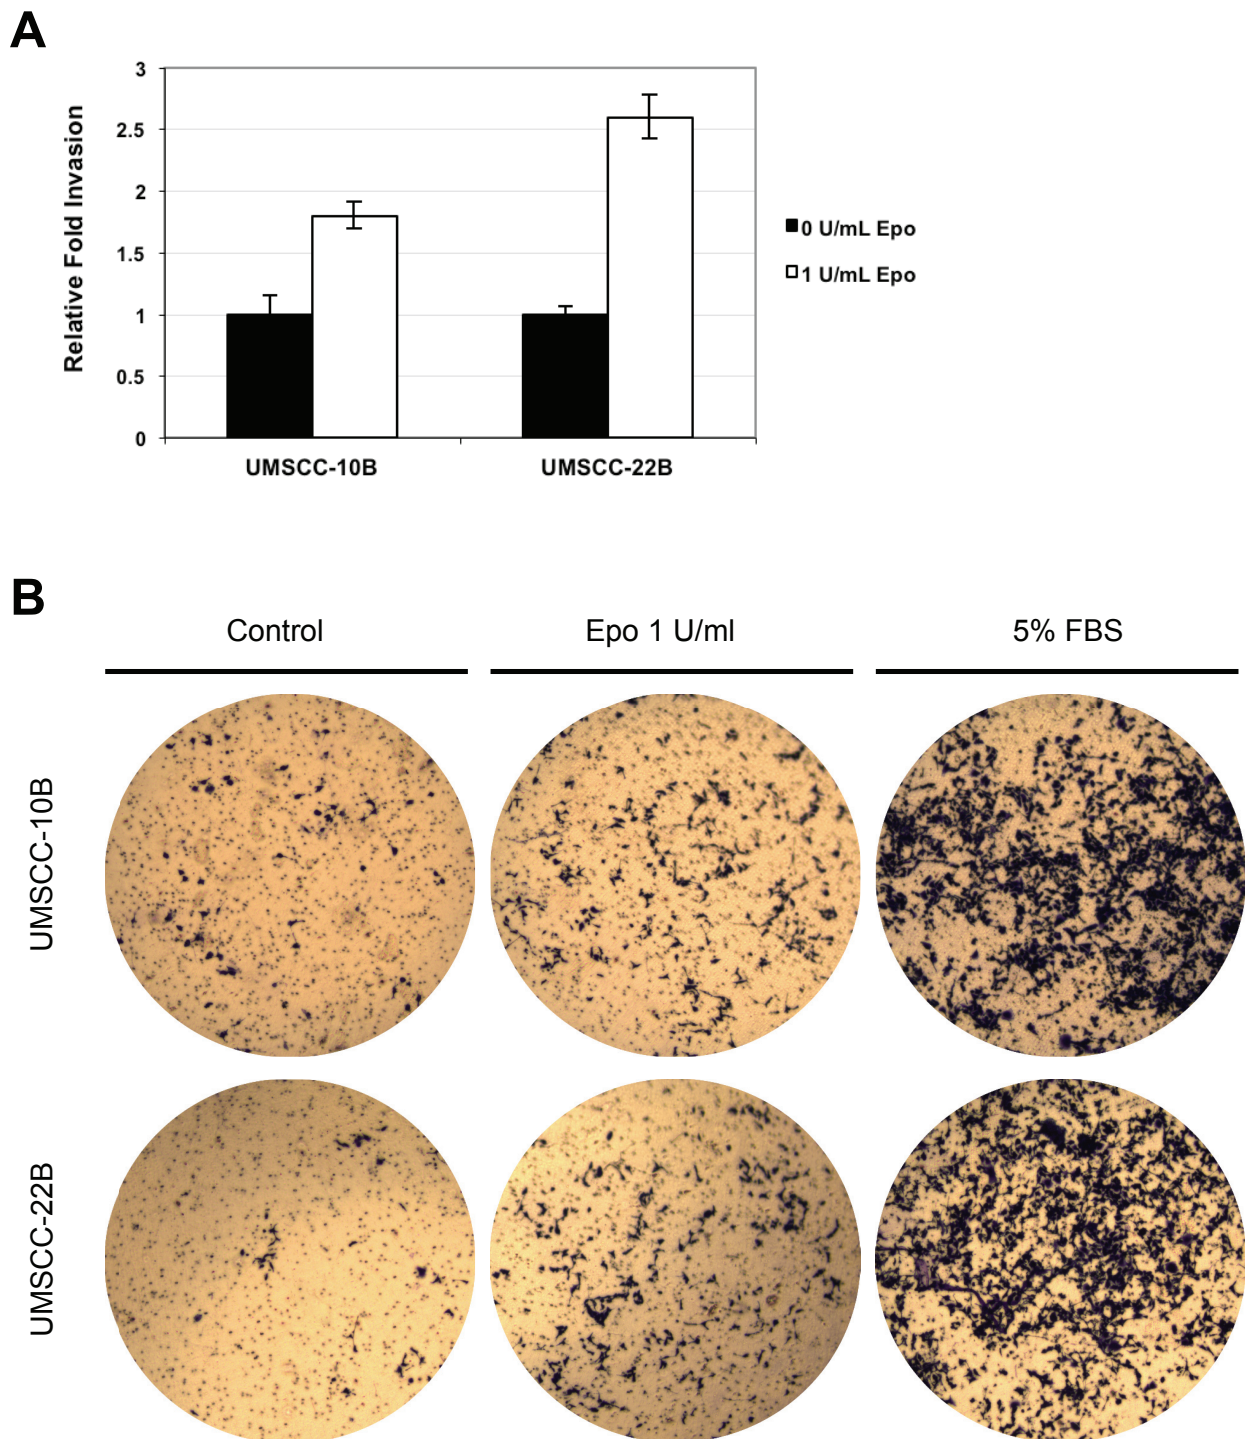 A
3
2.5
2
1.5
1
0.5
0
Relative Fold Invasion
UMSCC-10B
UMSCC-22B
0 U/mL Epo
1 U/mL Epo
B
Control
Epo 1 U/ml
5% FBS
UMSCC-10B
UMSCC-22B